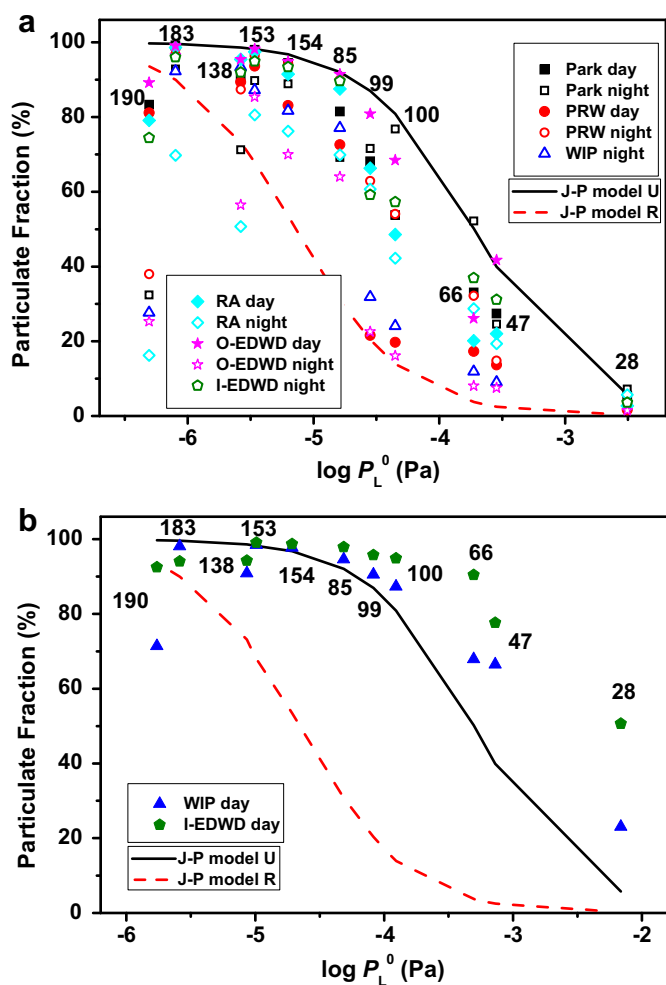 a
Particulate Fraction (%)
100
80
60
40
20
0
183
153
154
138
85
99
190
100
66
47
28
Park day
Park night
PRW day
PRW night
WIP night
J-P model U
J-P model R
RA day
RA night
O-EDWD day
O-EDWD night
I-EDWD night
-6 -5 -4 -3
log P_L^0 (Pa)
b
Particulate Fraction (%)
100
80
60
40
20
0
183
153
138
154
85
99
100
66
190
47
28
WIP day
I-EDWD day
J-P model U
J-P model R
-6 -5 -4 -3 -2
log P_L^0 (Pa)